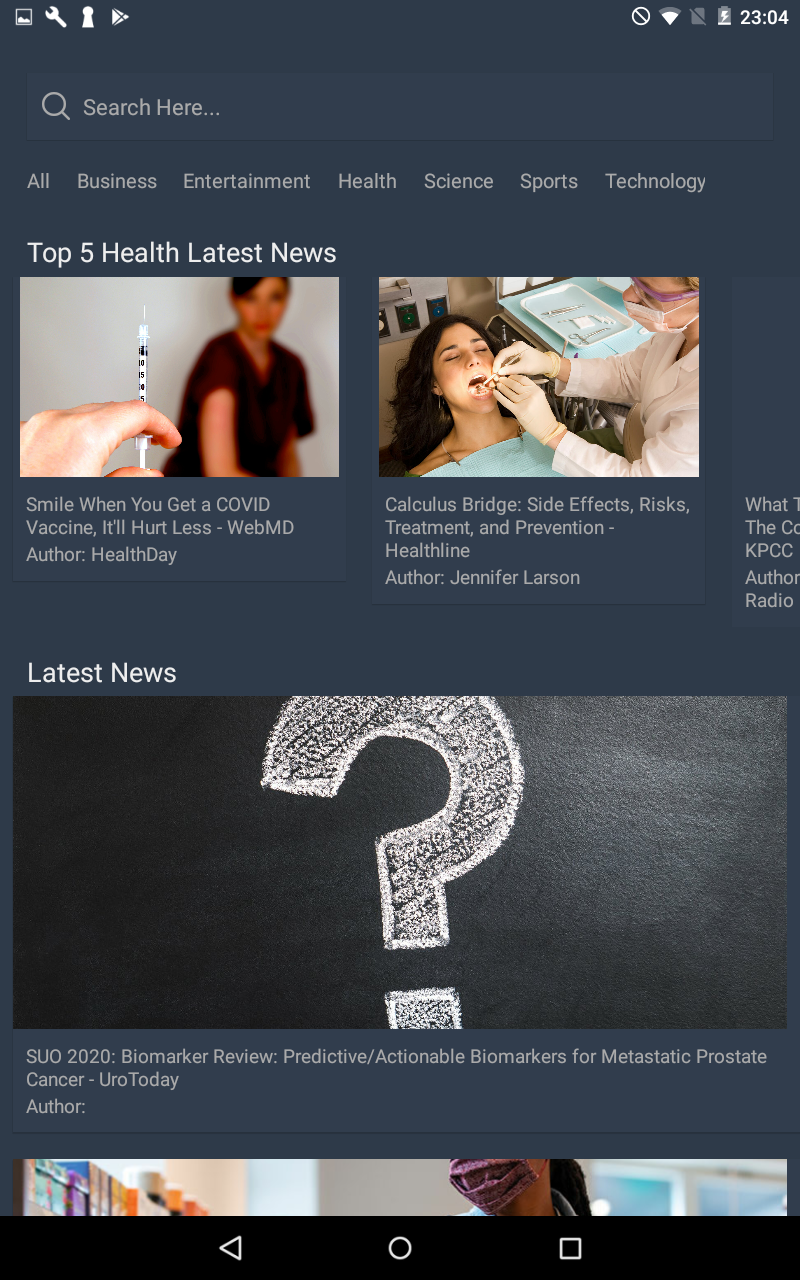 23:04
Search Here...
All Business Entertainment Health Science Sports Technology
Top 5 Health Latest News
Smile When You Get a COVID
Vaccine, It'll Hurt Less - WebMD
Author: HealthDay
Calculus Bridge: Side Effects, Risks,
Treatment, and Prevention -
Healthline
Author: Jennifer Larson
What T
The Co
KPCC
Author
Radio
Latest News
SUO 2020: Biomarker Review: Predictive/Actionable Biomarkers for Metastatic Prostate
Cancer - UroToday
Author: